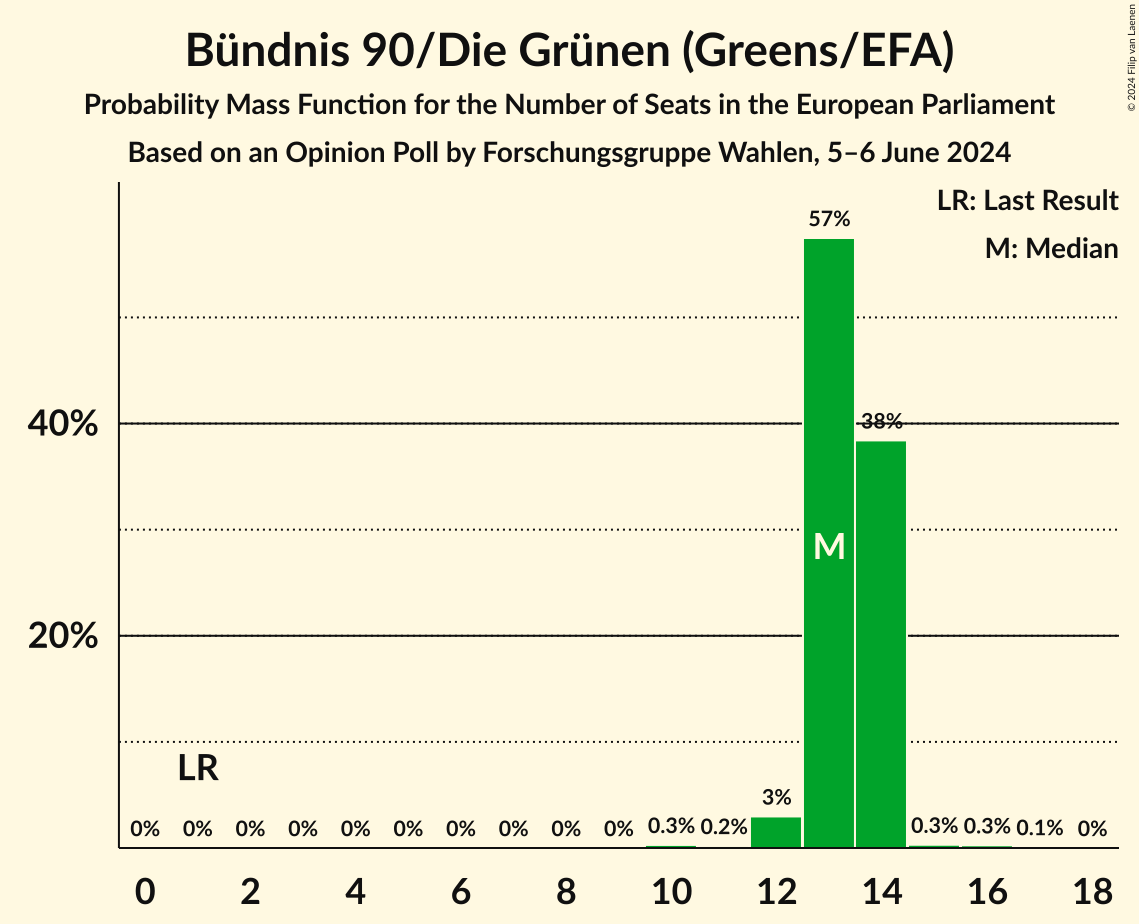 Bündnis 90/Die Grünen (Greens/EFA)
Probability Mass Function for the Number of Seats in the European Parliament
Based on an Opinion Poll by Forschungsgruppe Wahlen, 5–6 June 2024
© 2024 Filip van Laenen
LR: Last Result
M: Median
57%
40%
38%
M
20%
LR
3%
0% 0% 0% 0% 0% 0% 0% 0% 0% 0% 0.3% 0.2% 0.3% 0.3% 0.1% 0%
0 2 4 6 8 10 12 14 16 18